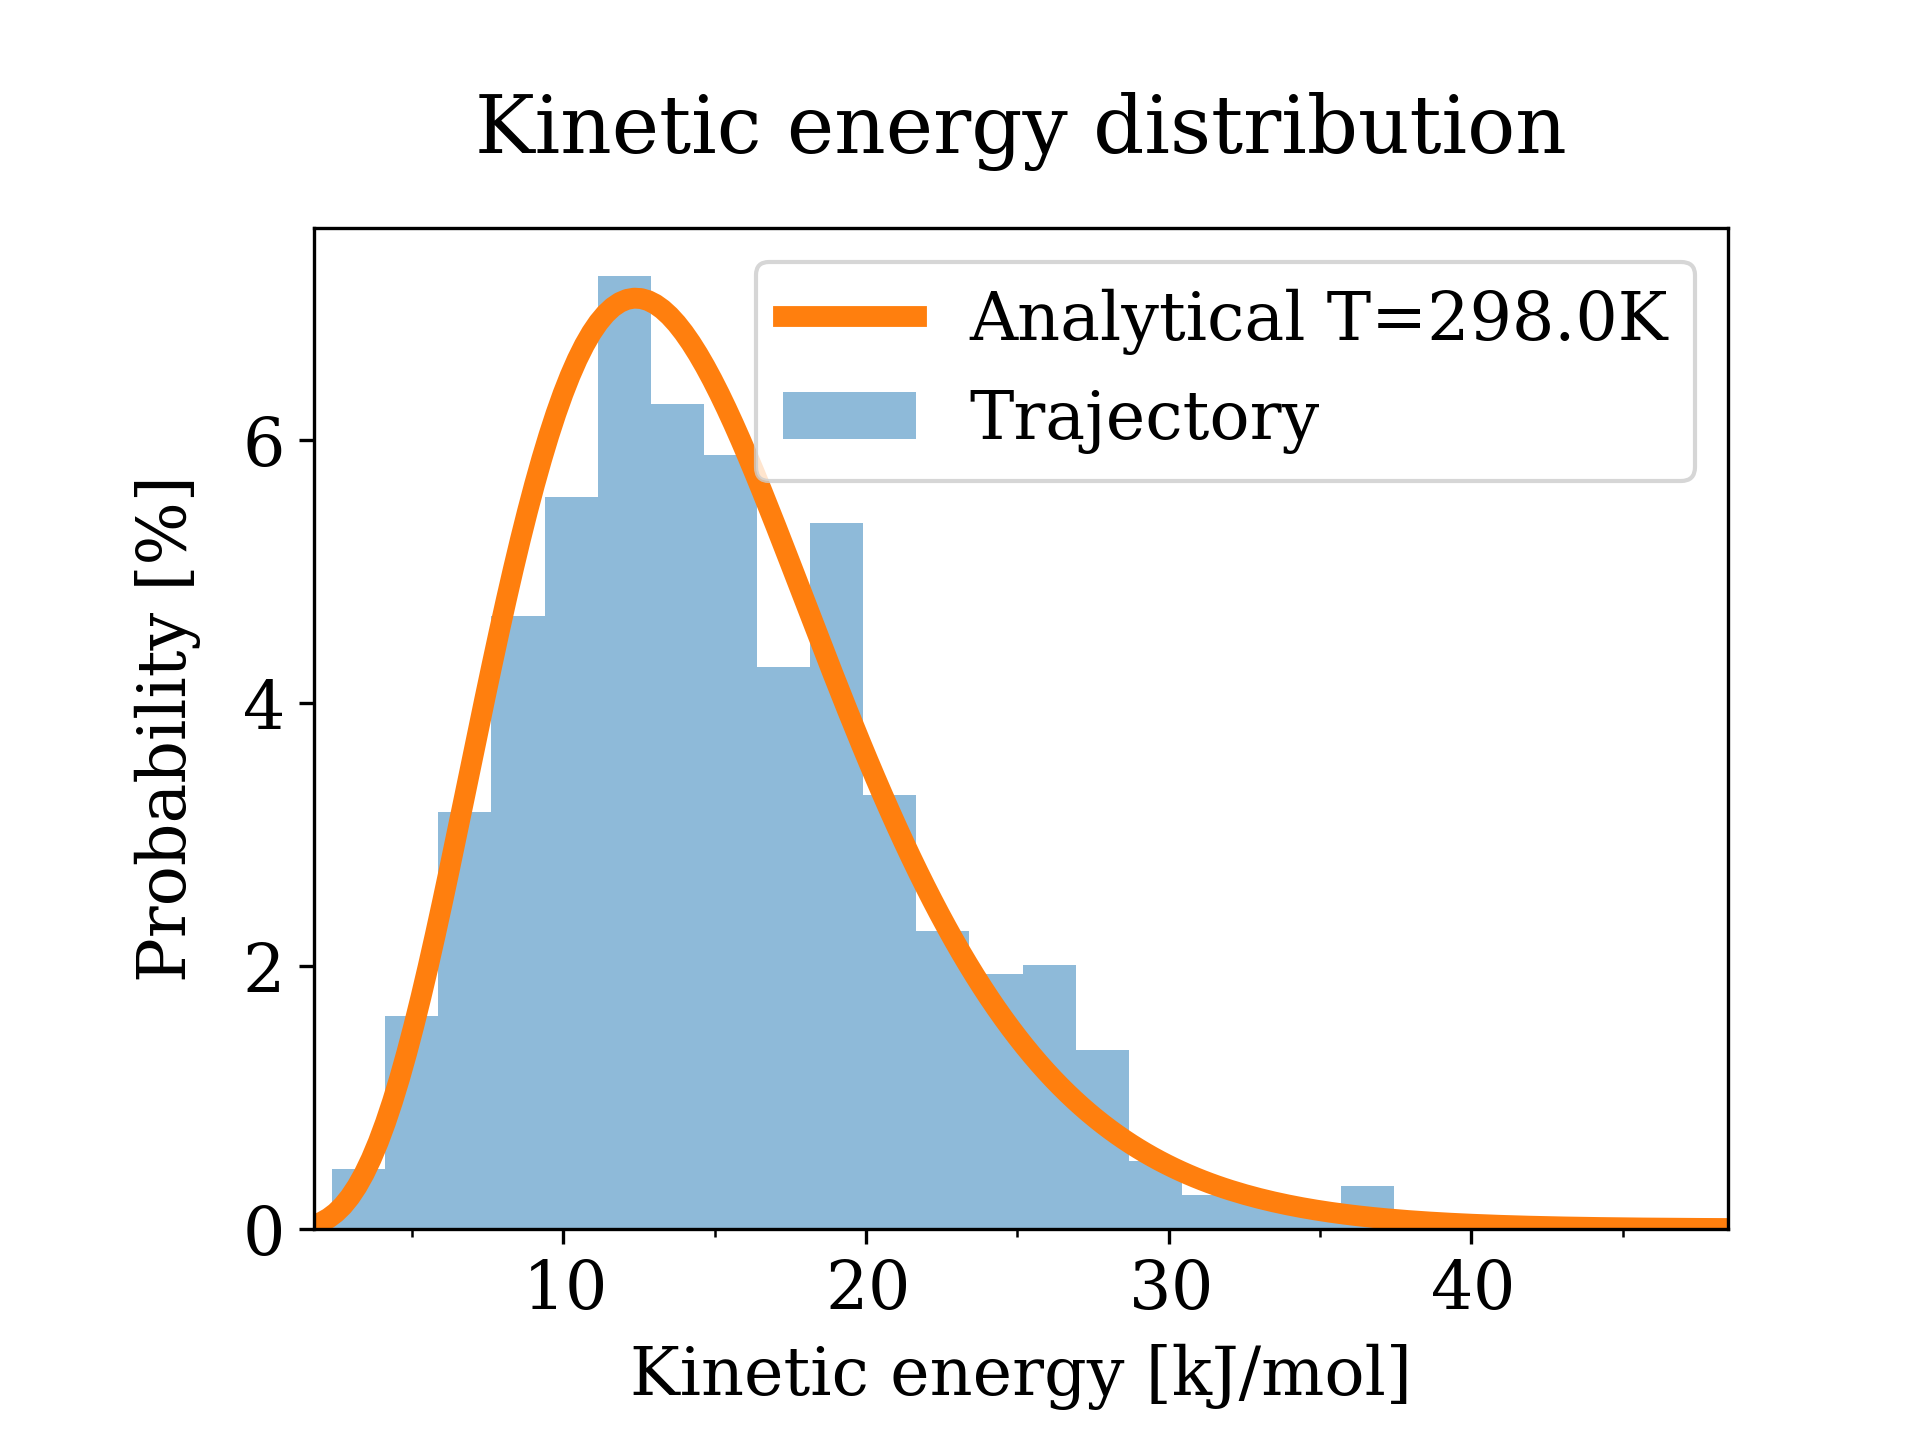 Kinetic energy distribution
Analytical T=298.0K
Trajectory
Probability [%]
6
4
2
0
10 20 30 40
Kinetic energy [kJ/mol]